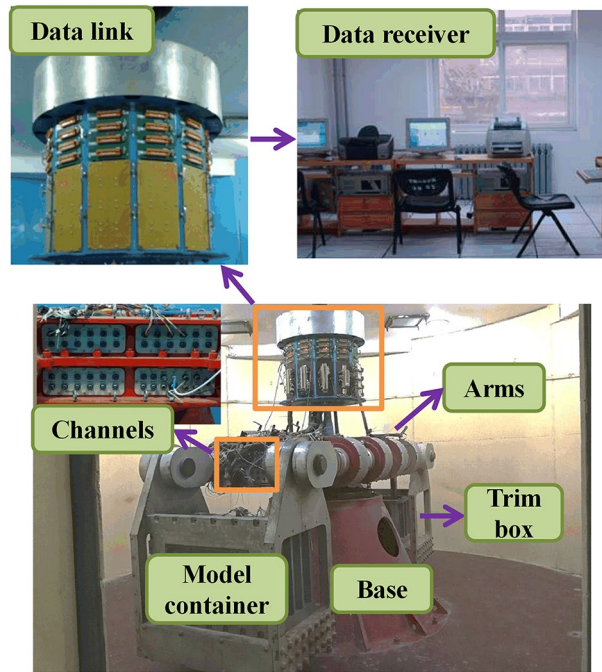 Data link
Data receiver
Channels
Arms
Trim
box
Model
container
Base